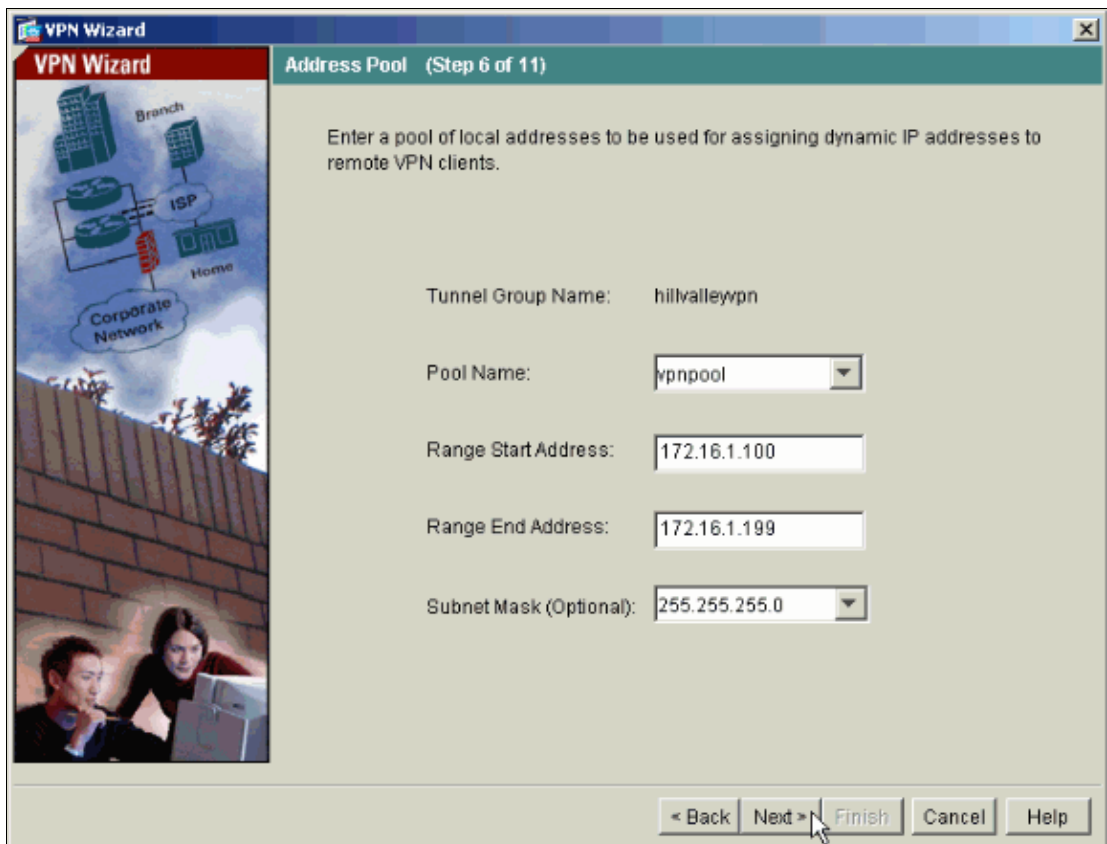 VPN Wizard
VPN Wizard
Address Pool (Step 6 of 11)
Branch
ISP
Home
Corporate
Network
Enter a pool of local addresses to be used for assigning dynamic IP addresses to
remote VPN clients.
Tunnel Group Name: hillvalleyvpn
Pool Name: vpnpool
Range Start Address: 172.16.1.100
Range End Address: 172.16.1.199
Subnet Mask (Optional): 255.255.255.0
< Back Next > Finish Cancel Help